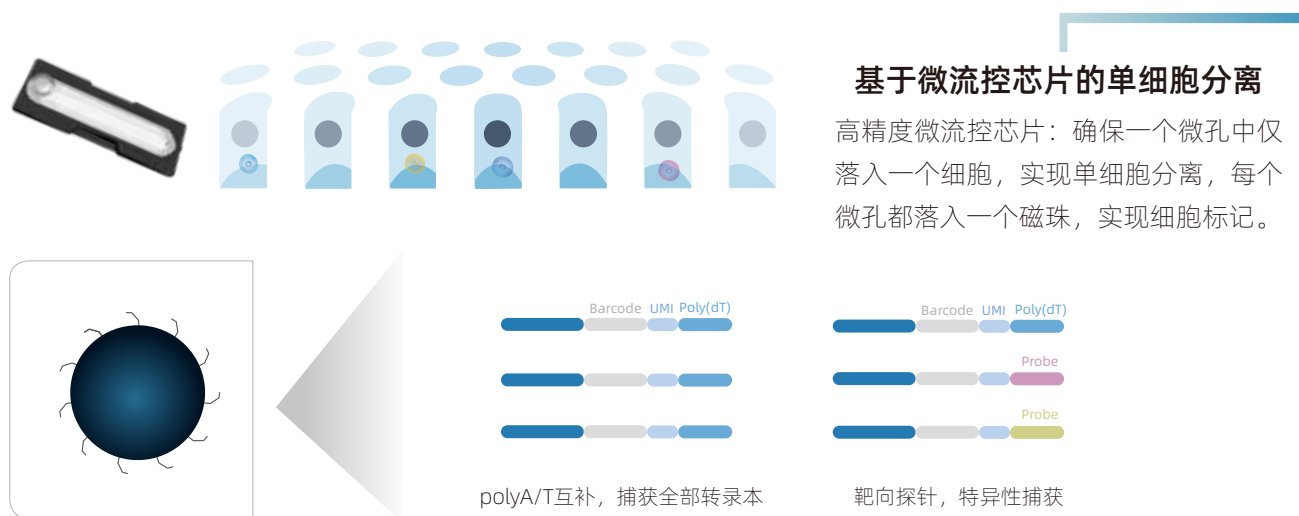 基于微流控芯片的单细胞分离
高精度微流控芯片：确保一个微孔中仅
落入一个细胞，实现单细胞分离，每个
微孔都落入一个磁珠，实现细胞标记。
Barcode UMI Poly(dT)
Barcode UMI Poly(dT)
Probe
Probe
polyA/T互补，捕获全部转录本
靶向探针，特异性捕获